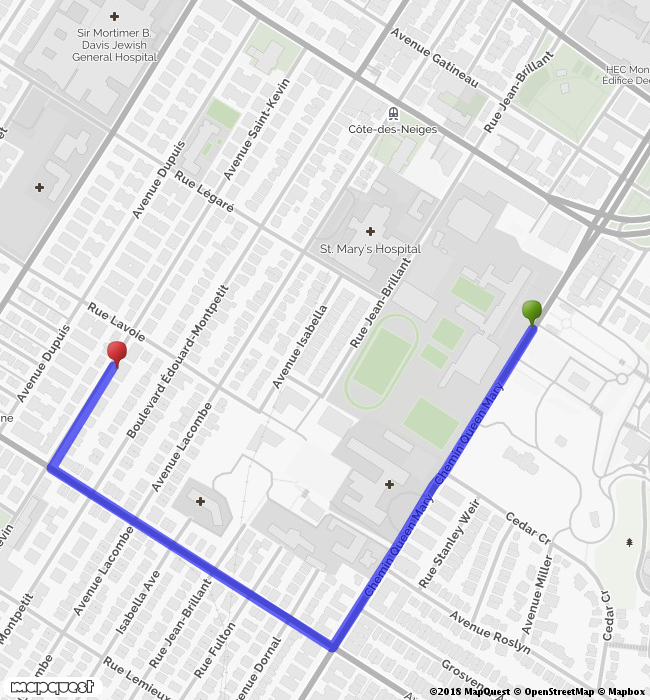 Sir Mortimer B.
Davis Jewish
General Hospital
Avenue Gatineau
HEC Mon
Édifice Dec
Rue Jean-Brillant
Côte-des-Neiges
Avenue Saint-Kevin
Avenue Dupuis
Rue Légaré
St. Mary's Hospital
Rue Jean-Brillant
Boulevard Édouard-Montpetit
Rue Lavoie
Avenue Isabella
Avenue Dupuis
Avenue Lacombe
Chemin Queen Mary
Chemin Queen Mary
Rue Stanley Weir
Cedar Cr
Avenue Miller
Cedar Cr
Avenue Roslyn
Grosven
Avenue Lacombe
Isabella Ave
Rue Jean-Brillant
Rue Fulton
Avenue Dornal
Rue Lemieux
Montpetit
ombe
evin
ne
et
mapquest
©2018 MapQuest © OpenStreetMap © Mapbox